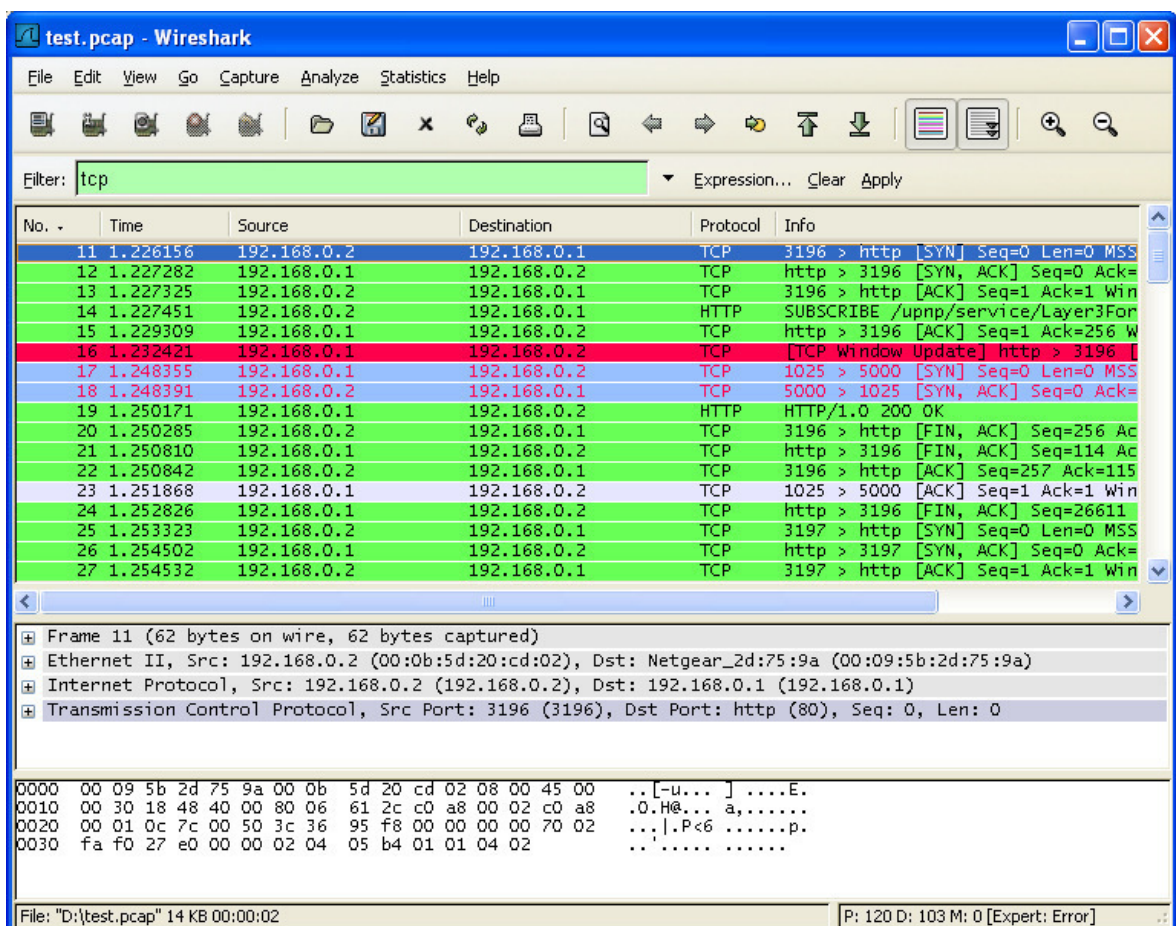 test.pcap - Wireshark
File Edit View Go Capture Analyze Statistics Help
Filter: tcp Expression... Clear Apply
No. Time Source Destination Protocol Info
11 1.226156 192.168.0.2 192.168.0.1 TCP 3196 > http [SYN] Seq=0 Len=0 MSS
12 1.227282 192.168.0.1 192.168.0.2 TCP http > 3196 [SYN, ACK] Seq=0 Ack=
13 1.227325 192.168.0.2 192.168.0.1 TCP 3196 > http [ACK] Seq=1 Ack=1 Win
14 1.227451 192.168.0.2 192.168.0.1 HTTP SUBSCRIBE /upnp/service/Layer3For
15 1.229309 192.168.0.1 192.168.0.2 TCP http > 3196 [ACK] Seq=1 Ack=256 W
16 1.232421 192.168.0.1 192.168.0.2 TCP [TCP Window Update] http > 3196 [
17 1.248355 192.168.0.1 192.168.0.2 TCP 1025 > 5000 [SYN] Seq=0 Len=0 MSS
18 1.248391 192.168.0.2 192.168.0.1 TCP 5000 > 1025 [SYN, ACK] Seq=0 Ack=
19 1.250171 192.168.0.1 192.168.0.2 HTTP HTTP/1.0 200 OK
20 1.250285 192.168.0.2 192.168.0.1 TCP 3196 > http [FIN, ACK] Seq=256 Ac
21 1.250810 192.168.0.1 192.168.0.2 TCP http > 3196 [FIN, ACK] Seq=114 Ac
22 1.250842 192.168.0.2 192.168.0.1 TCP 3196 > http [ACK] Seq=257 Ack=115
23 1.251868 192.168.0.1 192.168.0.2 TCP 1025 > 5000 [ACK] Seq=1 Ack=1 Win
24 1.252826 192.168.0.1 192.168.0.2 TCP http > 3196 [FIN, ACK] Seq=26611
25 1.253323 192.168.0.2 192.168.0.1 TCP 3197 > http [SYN] Seq=0 Len=0 MSS
26 1.254502 192.168.0.1 192.168.0.2 TCP http > 3197 [SYN, ACK] Seq=0 Ack=
27 1.254532 192.168.0.2 192.168.0.1 TCP 3197 > http [ACK] Seq=1 Ack=1 Win
Frame 11 (62 bytes on wire, 62 bytes captured)
Ethernet II, Src: 192.168.0.2 (00:0b:5d:20:cd:02), Dst: Netgear_2d:75:9a (00:09:5b:2d:75:9a)
Internet Protocol, Src: 192.168.0.2 (192.168.0.2), Dst: 192.168.0.1 (192.168.0.1)
Transmission Control Protocol, Src Port: 3196 (3196), Dst Port: http (80), Seq: 0, Len: 0
0000 00 09 5b 2d 75 9a 00 0b 5d 20 cd 02 08 00 45 00 ..[-u... ] ....E.
0010 00 30 18 48 40 00 80 06 61 2c c0 a8 00 02 c0 a8 .0.H@... a,......
0020 00 01 0c 7c 00 50 3c 36 95 f8 00 00 00 00 70 02 ...|.P<6 ......p.
0030 fa f0 27 e0 00 00 02 04 05 b4 01 01 04 02 ..'..... ......
File: "D:\test.pcap" 14 KB 00:00:02 P: 120 D: 103 M: 0 [Expert: Error]